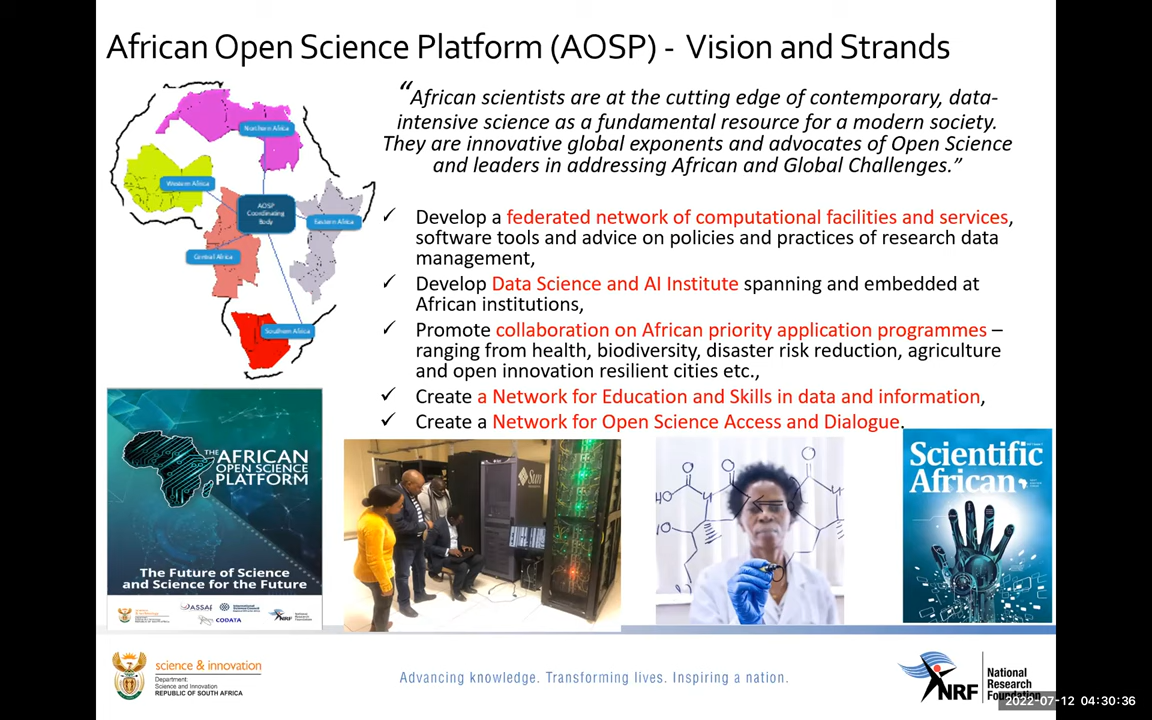 African Open Science Platform (AOSP) - Vision and Strands
“African scientists are at the cutting edge of contemporary, data-
intensive science as a fundamental resource for a modern society.
They are innovative global exponents and advocates of Open Science
and leaders in addressing African and Global Challenges.”
Northern Africa
Western Africa
AOSP
Coordinating
Body
Eastern Africa
Central Africa
Southern Africa
✓ Develop a federated network of computational facilities and services,
software tools and advice on policies and practices of research data
management,
✓ Develop Data Science and AI Institute spanning and embedded at
African institutions,
✓ Promote collaboration on African priority application programmes –
ranging from health, biodiversity, disaster risk reduction, agriculture
and open innovation resilient cities etc.,
✓ Create a Network for Education and Skills in data and information,
✓ Create a Network for Open Science Access and Dialogue.
THE AFRICAN
OPEN SCIENCE
PLATFORM
The Future of Science
and Science for the Future
ASSAf
International
Science Council
CODATA
NRF
Sun
Scientific
African
science & innovation
Department:
Science and Innovation
REPUBLIC OF SOUTH AFRICA
Advancing knowledge. Transforming lives. Inspiring a nation.
NRF
National
Research
Foundation
2022-07-12 04:30:36